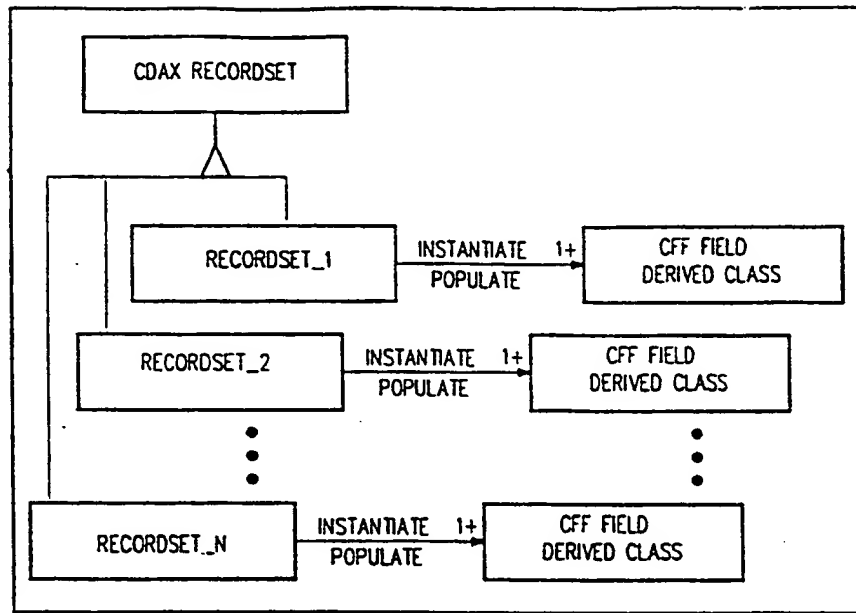 CDAX RECORDSET
RECORDSET_1
INSTANTIATE 1+
POPULATE
CFF FIELD
DERIVED CLASS
RECORDSET_2
INSTANTIATE 1+
POPULATE
CFF FIELD
DERIVED CLASS
RECORDSET_N
INSTANTIATE 1+
POPULATE
CFF FIELD
DERIVED CLASS